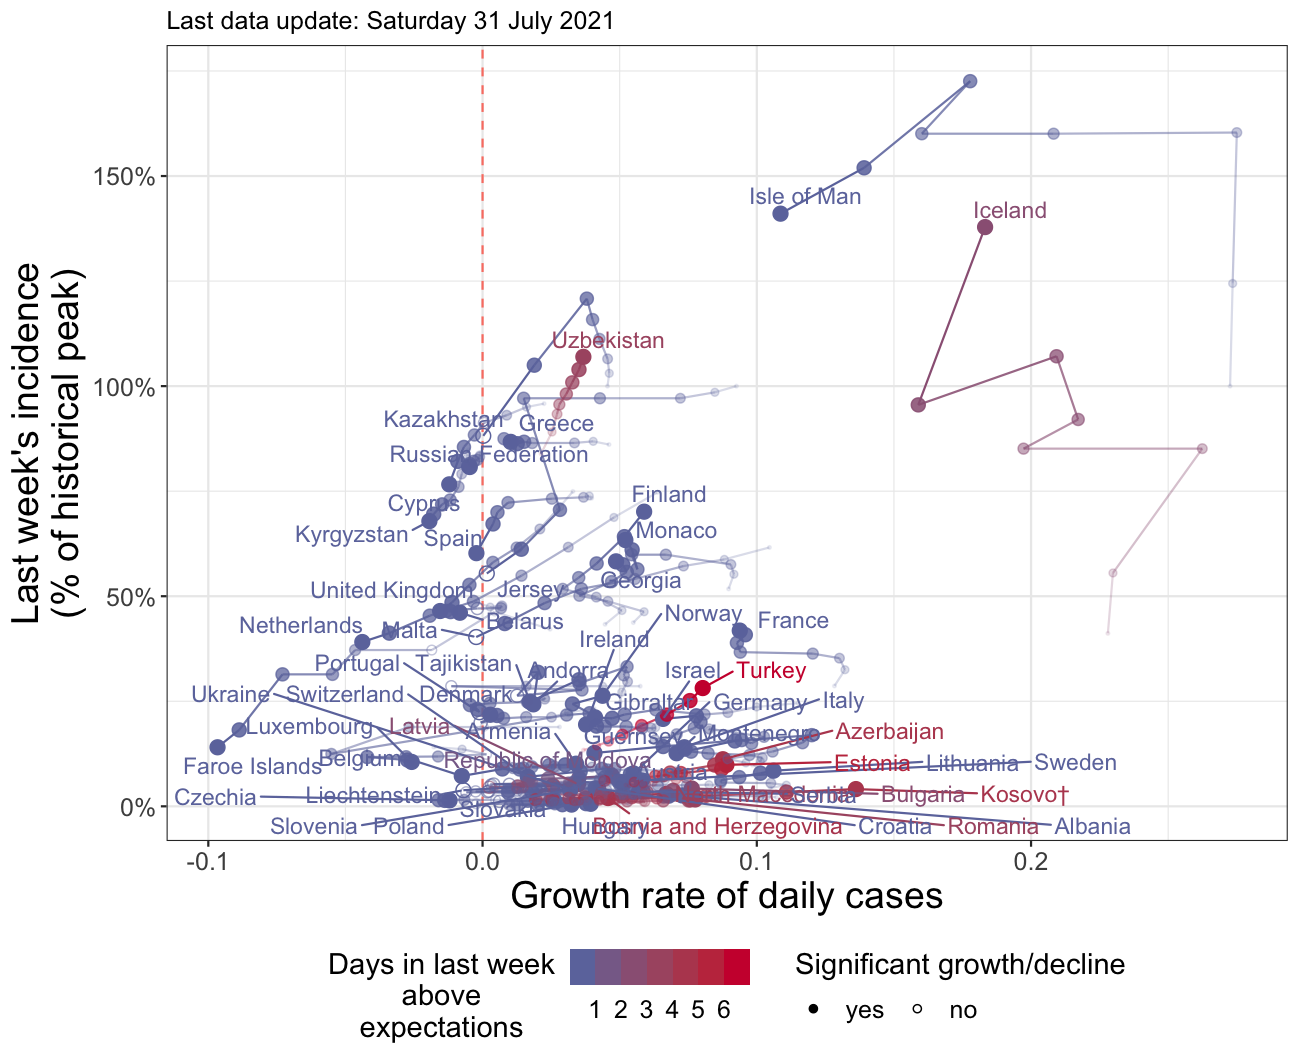 Last data update: Saturday 31 July 2021
Last week's incidence
(% of historical peak)
150%
100%
50%
0%
Isle of Man
Iceland
Uzbekistan
Kazakhstan
Greece
Russian Federation
Finland
Cyprus
Kyrgyzstan
Spain
Monaco
Georgia
United Kingdom
Jersey
Norway
Netherlands
Malta
Belarus
France
Ireland
Portugal
Tajikistan
Andorra
Israel
Turkey
Ukraine
Switzerland
Denmark
Gibraltar
Germany
Italy
Luxembourg
Latvia
Armenia
Guernsey
Montenegro
Azerbaijan
Faroe Islands
Belgium
Republic of Moldova
Austria
Estonia
Lithuania
Sweden
Czechia
Liechtenstein
North Macedonia
Serbia
Bulgaria
Kosovo†
Slovakia
Slovenia
Poland
Hungary
Bosnia and Herzegovina
Croatia
Romania
Albania
-0.1
0.0
0.1
0.2
Growth rate of daily cases
Days in last week
above
expectations
1 2 3 4 5 6
Significant growth/decline
yes
no